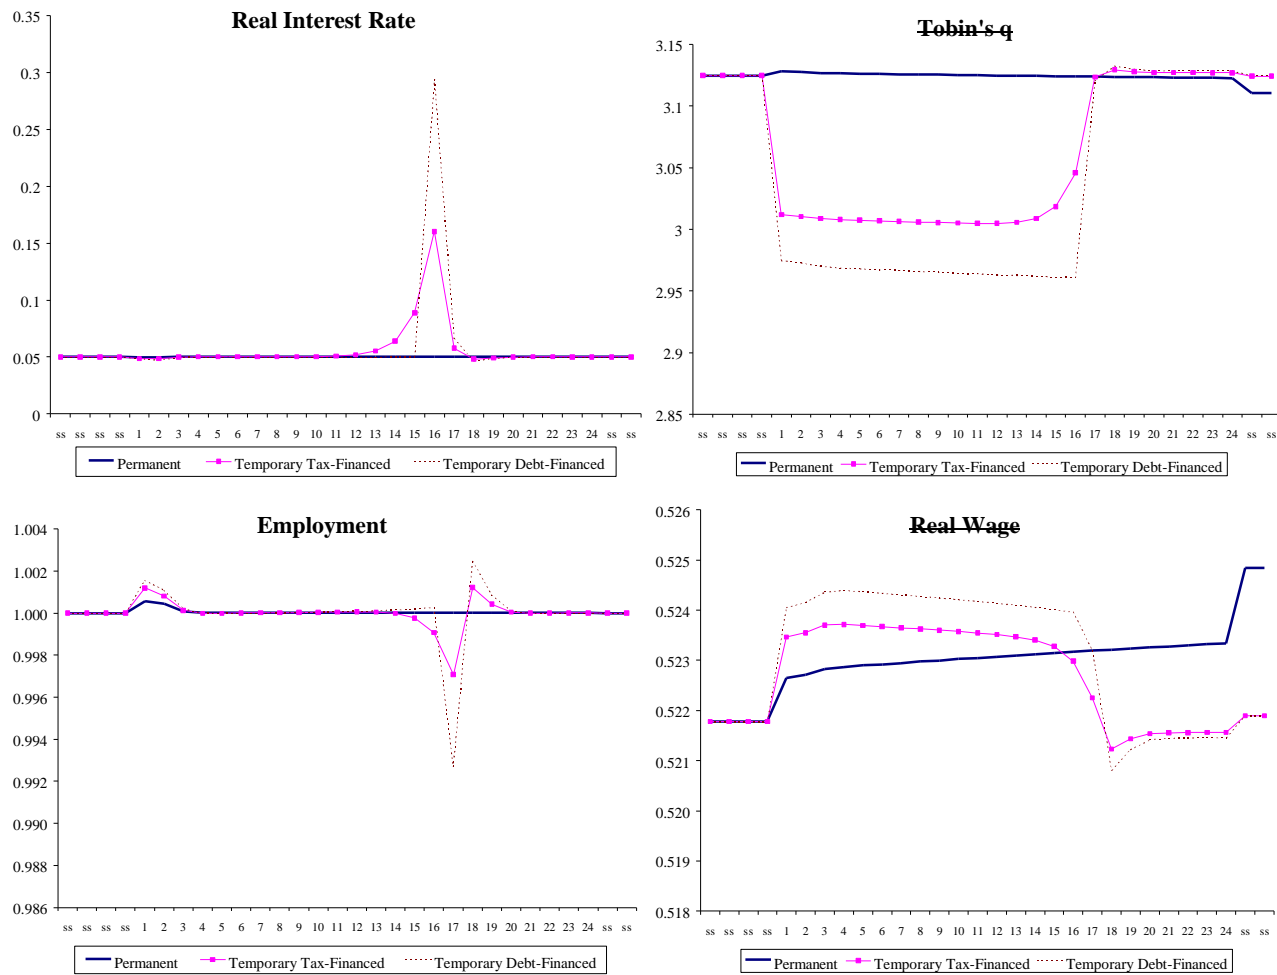 Real Interest Rate
0.35
0.3
0.25
0.2
0.15
0.1
0.05
0
ss ss ss ss 1 2 3 4 5 6 7 8 9 10 11 12 13 14 15 16 17 18 19 20 21 22 23 24 ss ss
Permanent Temporary Tax-Financed Temporary Debt-Financed
Tobin's q
3.15
3.1
3.05
3
2.95
2.9
2.85
ss ss ss ss 1 2 3 4 5 6 7 8 9 10 11 12 13 14 15 16 17 18 19 20 21 22 23 24 ss ss
Permanent Temporary Tax-Financed Temporary Debt-Financed
Employment
1.004
1.002
1.000
0.998
0.996
0.994
0.992
0.990
0.988
0.986
ss ss ss ss 1 2 3 4 5 6 7 8 9 10 11 12 13 14 15 16 17 18 19 20 21 22 23 24 ss ss
Permanent Temporary Tax-Financed Temporary Debt-Financed
Real Wage
0.526
0.525
0.524
0.523
0.522
0.521
0.520
0.519
0.518
ss ss ss ss 1 2 3 4 5 6 7 8 9 10 11 12 13 14 15 16 17 18 19 20 21 22 23 24 ss ss
Permanent Temporary Tax-Financed Temporary Debt-Financed